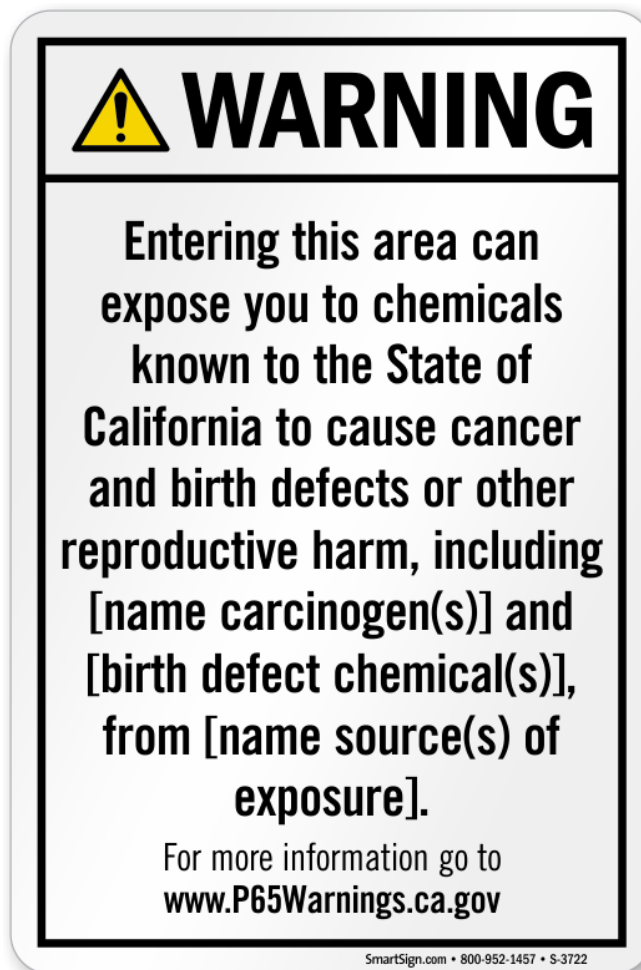 WARNING
Entering this area can
expose you to chemicals
known to the State of
California to cause cancer
and birth defects or other
reproductive harm, including
[name carcinogen(s)] and
[birth defect chemical(s)],
from [name source(s) of
exposure].
For more information go to
www.P65Warnings.ca.gov
SmartSign.com • 800-952-1457 • S-3722